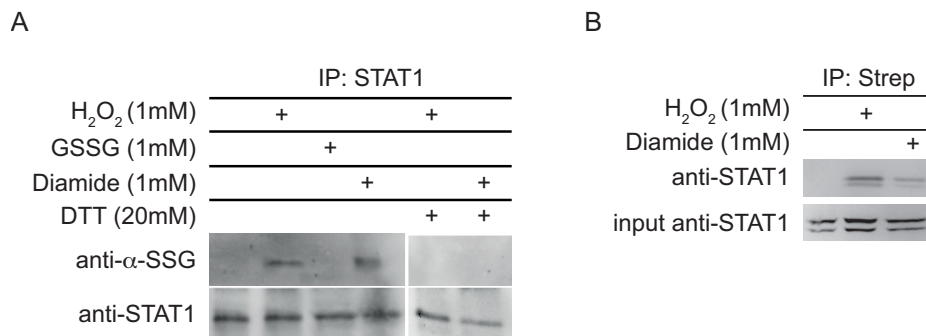 A
IP: STAT1
H₂O₂ (1mM) + +
GSSG (1mM) +
Diamide (1mM) + +
DTT (20mM) + +
anti-α-SSG
anti-STAT1
B
IP: Strep
H₂O₂ (1mM) +
Diamide (1mM) +
anti-STAT1
input anti-STAT1